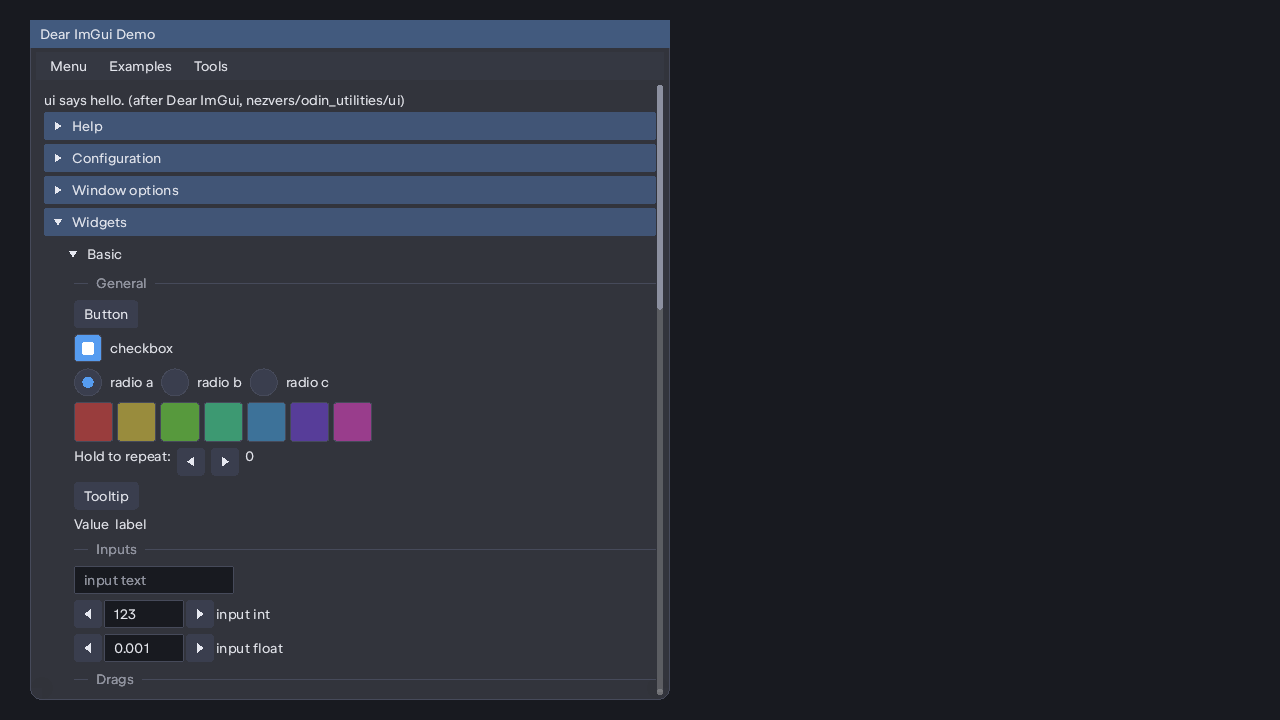 Dear ImGui Demo
Menu Examples Tools
ui says hello. (after Dear ImGui, nezvers/odin_utilities/ui)
Help
Configuration
Window options
Widgets
Basic
General
Button
checkbox
radio a radio b radio c
Hold to repeat: 0
Tooltip
Value label
Inputs
input text
123 input int
0.001 input float
Drags